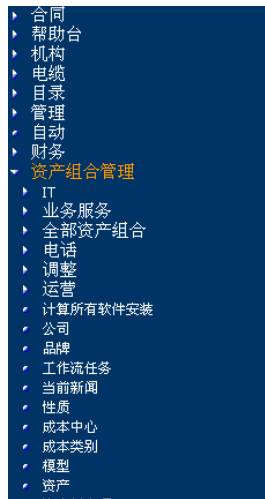 合同
帮助台
机构
电缆
目录
管理
自动
财务
资产组合管理
IT
业务服务
全部资产组合
电话
调整
运营
计算所有软件安装
公司
品牌
工作流任务
当前新闻
性质
成本中心
成本类别
模型
资产